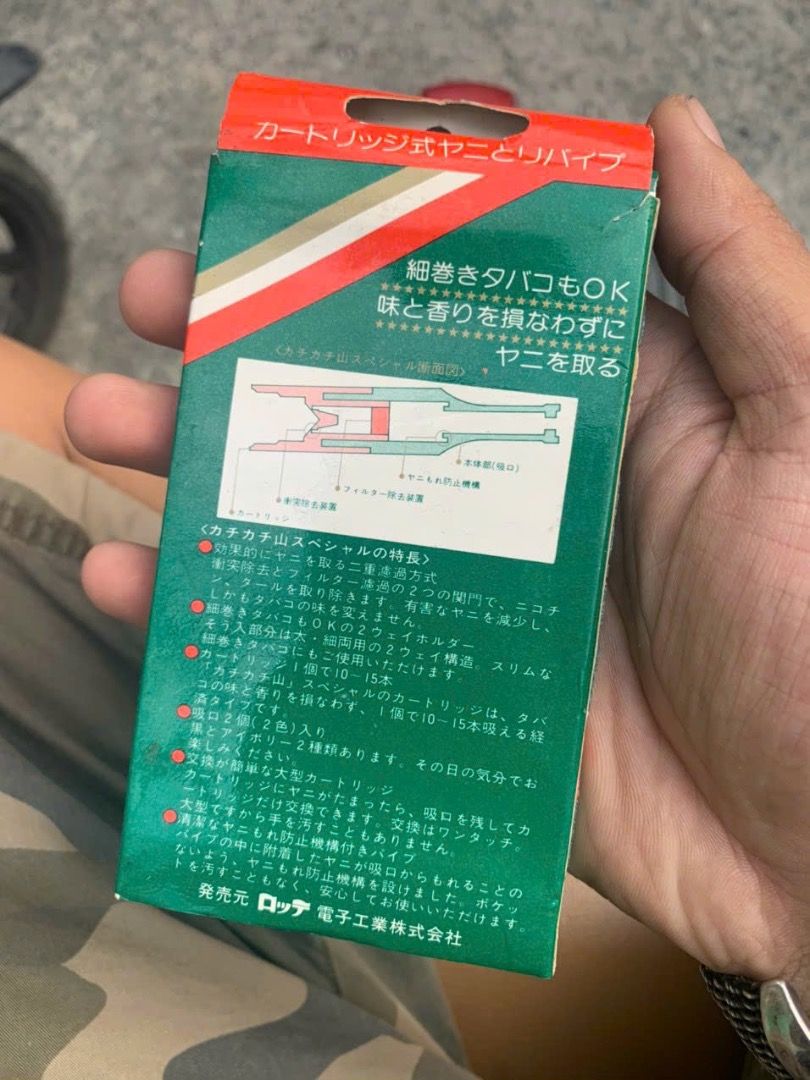 カートリッジ式ヤニとりパイプ
細巻きタバコもOK
味と香りを損なわずに
ヤニを取る
〈カチカチ山スペシャル断面図〉
本体部(吸口)
ヤニもれ防止機構
フィルター除去装置
衝突除去装置
カートリッジ
〈カチカチ山スペシャルの特長〉
●効果的にヤニを取る二重濾過方式
衝突除去とフィルター濾過の2つの関門で、ニコチ
ン、タールを取り除きます。有害なヤニを減少し、
しかもタバコの味を変えません。
●細巻きタバコもOKの2ウェイホルダー
そう入部分は太・細両用の2ウェイ構造。スリムな
細巻きタバコにもご使用いただけます。
●カートリッジ1個で10～15本
「カチカチ山」スペシャルのカートリッジは、タバ
コの味と香りを損なわず、1個で10～15本吸える経
済タイプです。
●吸口2個(2色)入り
黒とアイボリー2種類あります。その日の気分でお
楽しみください。
●交換が簡単な大型カートリッジ
カートリッジにヤニがたまったら、吸口を残してカ
ートリッジだけ交換できます。交換はワンタッチ。
大型ですから手を汚すこともありません。
●清潔なヤニもれ防止機構付きパイプ
パイプの中に附着したヤニが吸口からもれることの
ないよう、ヤニもれ防止機構を設けました。ポケッ
トを汚すこともなく、安心してお使いいただけます。
発売元 ロッテ 電子工業株式会社